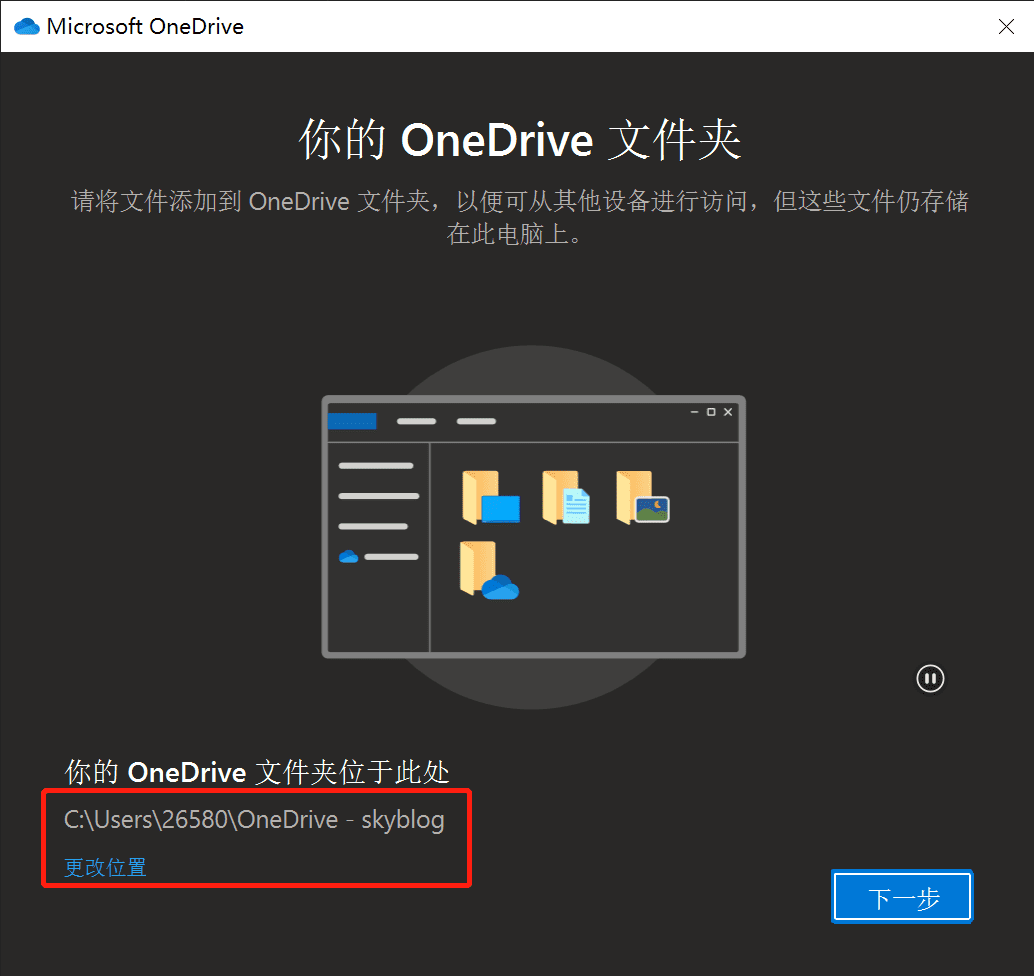 Microsoft OneDrive
你的 OneDrive 文件夹
请将文件添加到 OneDrive 文件夹，以便可从其他设备进行访问，但这些文件仍存储
在此电脑上。
你的 OneDrive 文件夹位于此处
C:\Users\26580\OneDrive - skyblog
更改位置
下一步